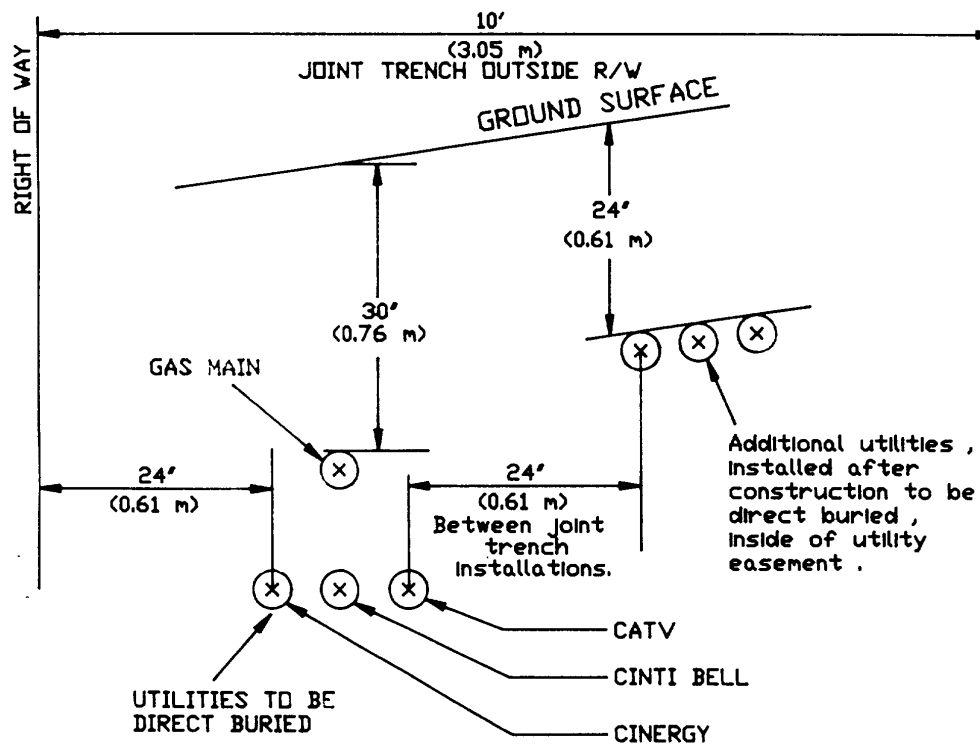 10'
(3.05 m)
JOINT TRENCH OUTSIDE R/W
RIGHT OF WAY
GROUND SURFACE
24"
(0.61 m)
30"
(0.76 m)
GAS MAIN
24"
(0.61 m)
24"
(0.61 m)
Between joint
trench
installations.
Additional utilities ,
installed after
construction to be
direct buried ,
inside of utility
easement .
CATV
CINTI BELL
CINERGY
UTILITIES TO BE
DIRECT BURIED